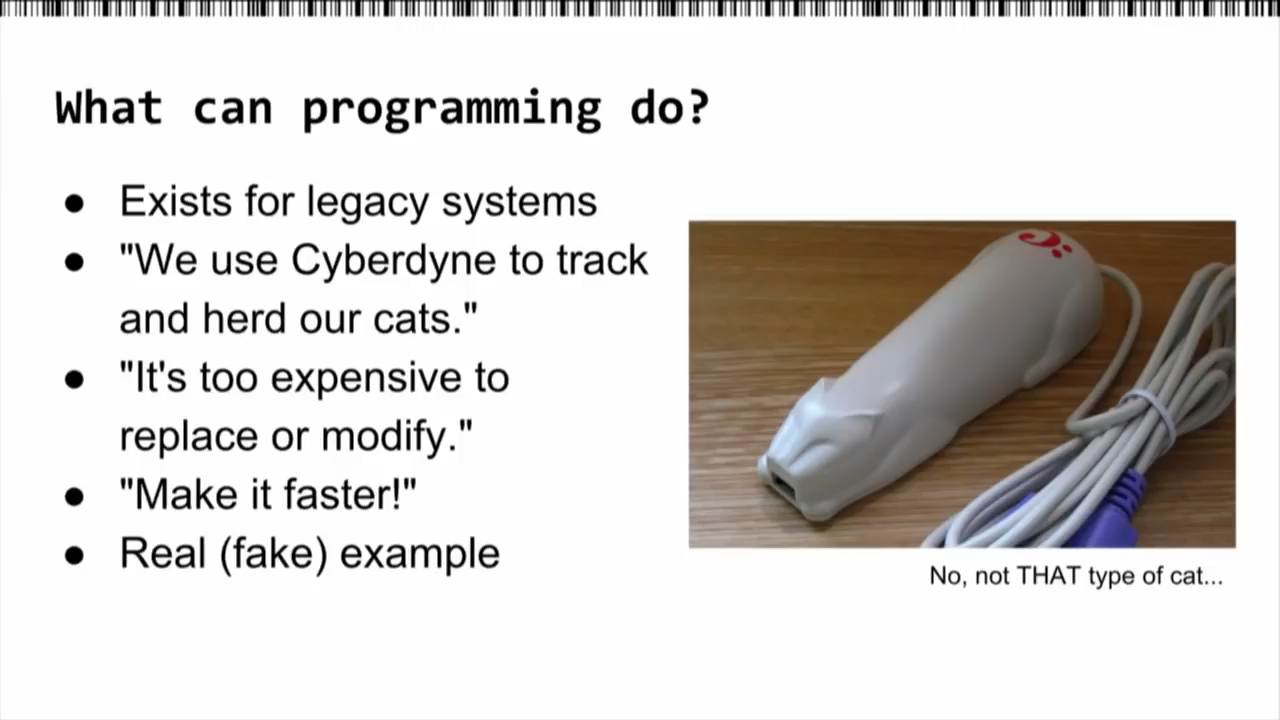 What can programming do?
● Exists for legacy systems
● "We use Cyberdyne to track
and herd our cats."
● "It's too expensive to
replace or modify."
● "Make it faster!"
● Real (fake) example
No, not THAT type of cat...